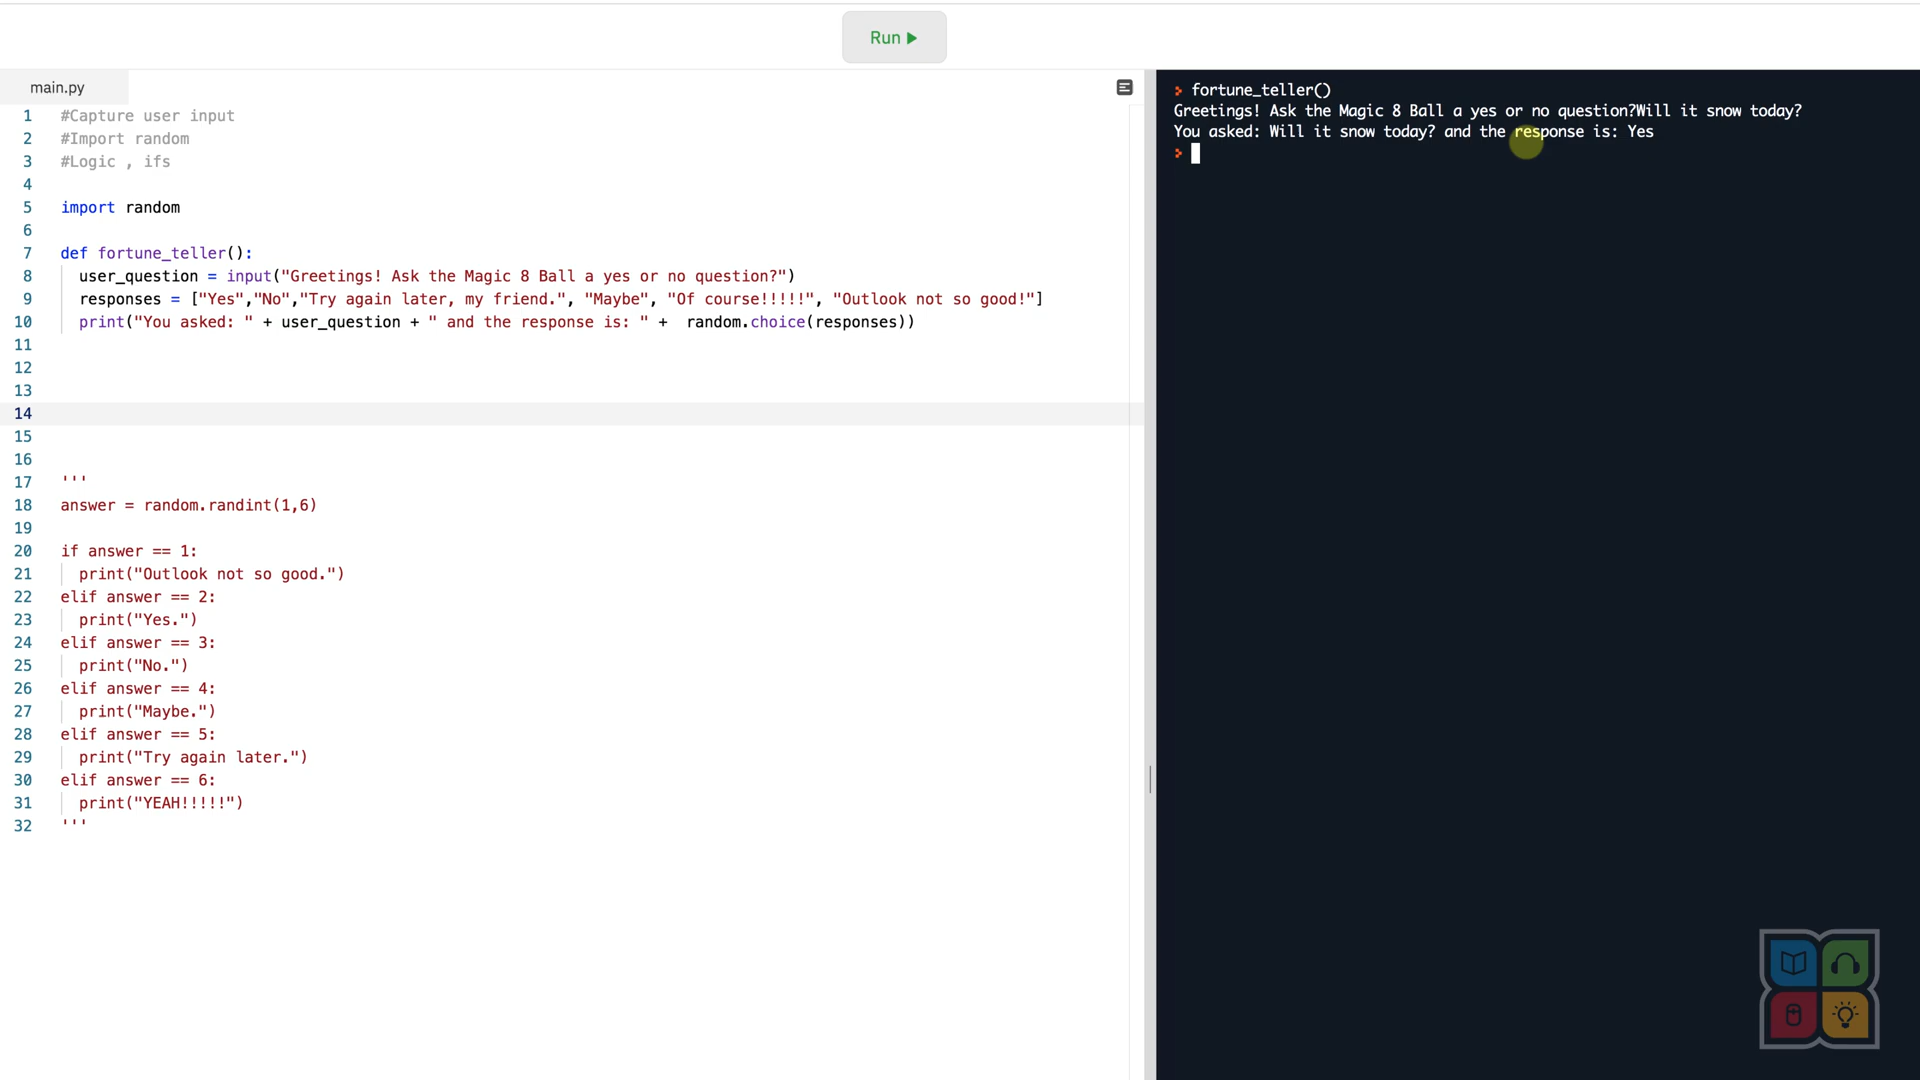 Run
main.py
1 #Capture user input
2 #Import random
3 #Logic , ifs
4
5 import random
6
7 def fortune_teller():
8 user_question = input("Greetings! Ask the Magic 8 Ball a yes or no question?")
9 responses = ["Yes","No","Try again later, my friend.", "Maybe", "Of course!!!!!", "Outlook not so good!"]
10 print("You asked: " + user_question + " and the response is: " +  random.choice(responses))
11
12
13
14
15
16
17 '''
18 answer = random.randint(1,6)
19
20 if answer == 1:
21 print("Outlook not so good.")
22 elif answer == 2:
23 print("Yes.")
24 elif answer == 3:
25 print("No.")
26 elif answer == 4:
27 print("Maybe.")
28 elif answer == 5:
29 print("Try again later.")
30 elif answer == 6:
31 print("YEAH!!!!!")
32 '''
fortune_teller()
Greetings! Ask the Magic 8 Ball a yes or no question?Will it snow today?
You asked: Will it snow today? and the response is: Yes